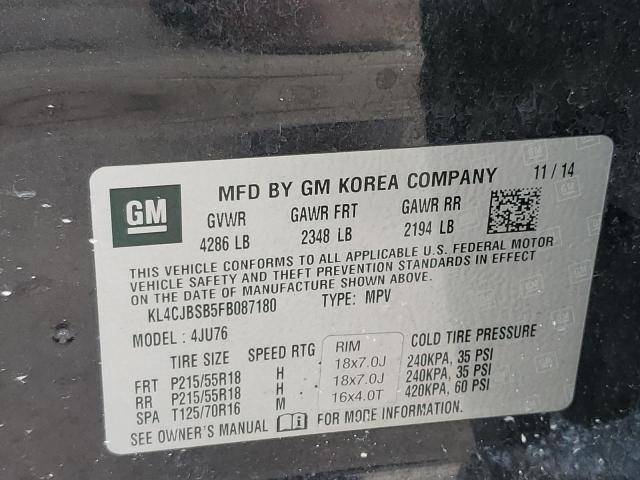 GM
MFD BY GM KOREA COMPANY 11 / 14
GVWR GAWR FRT GAWR RR
4286 LB 2348 LB 2194 LB
THIS VEHICLE CONFORMS TO ALL APPLICABLE U.S. FEDERAL MOTOR
VEHICLE SAFETY AND THEFT PREVENTION STANDARDS IN EFFECT
ON THE DATE OF MANUFACTURE SHOWN ABOVE.
KL4CJBSB5FB087180 TYPE: MPV
MODEL : 4JU76
TIRE SIZE SPEED RTG RIM COLD TIRE PRESSURE
FRT P215/55R18 H 18x7.0J 240KPA, 35 PSI
RR P215/55R18 H 18x7.0J 240KPA, 35 PSI
SPA T125/70R16 M 16x4.0T 420KPA, 60 PSI
SEE OWNER'S MANUAL FOR MORE INFORMATION.